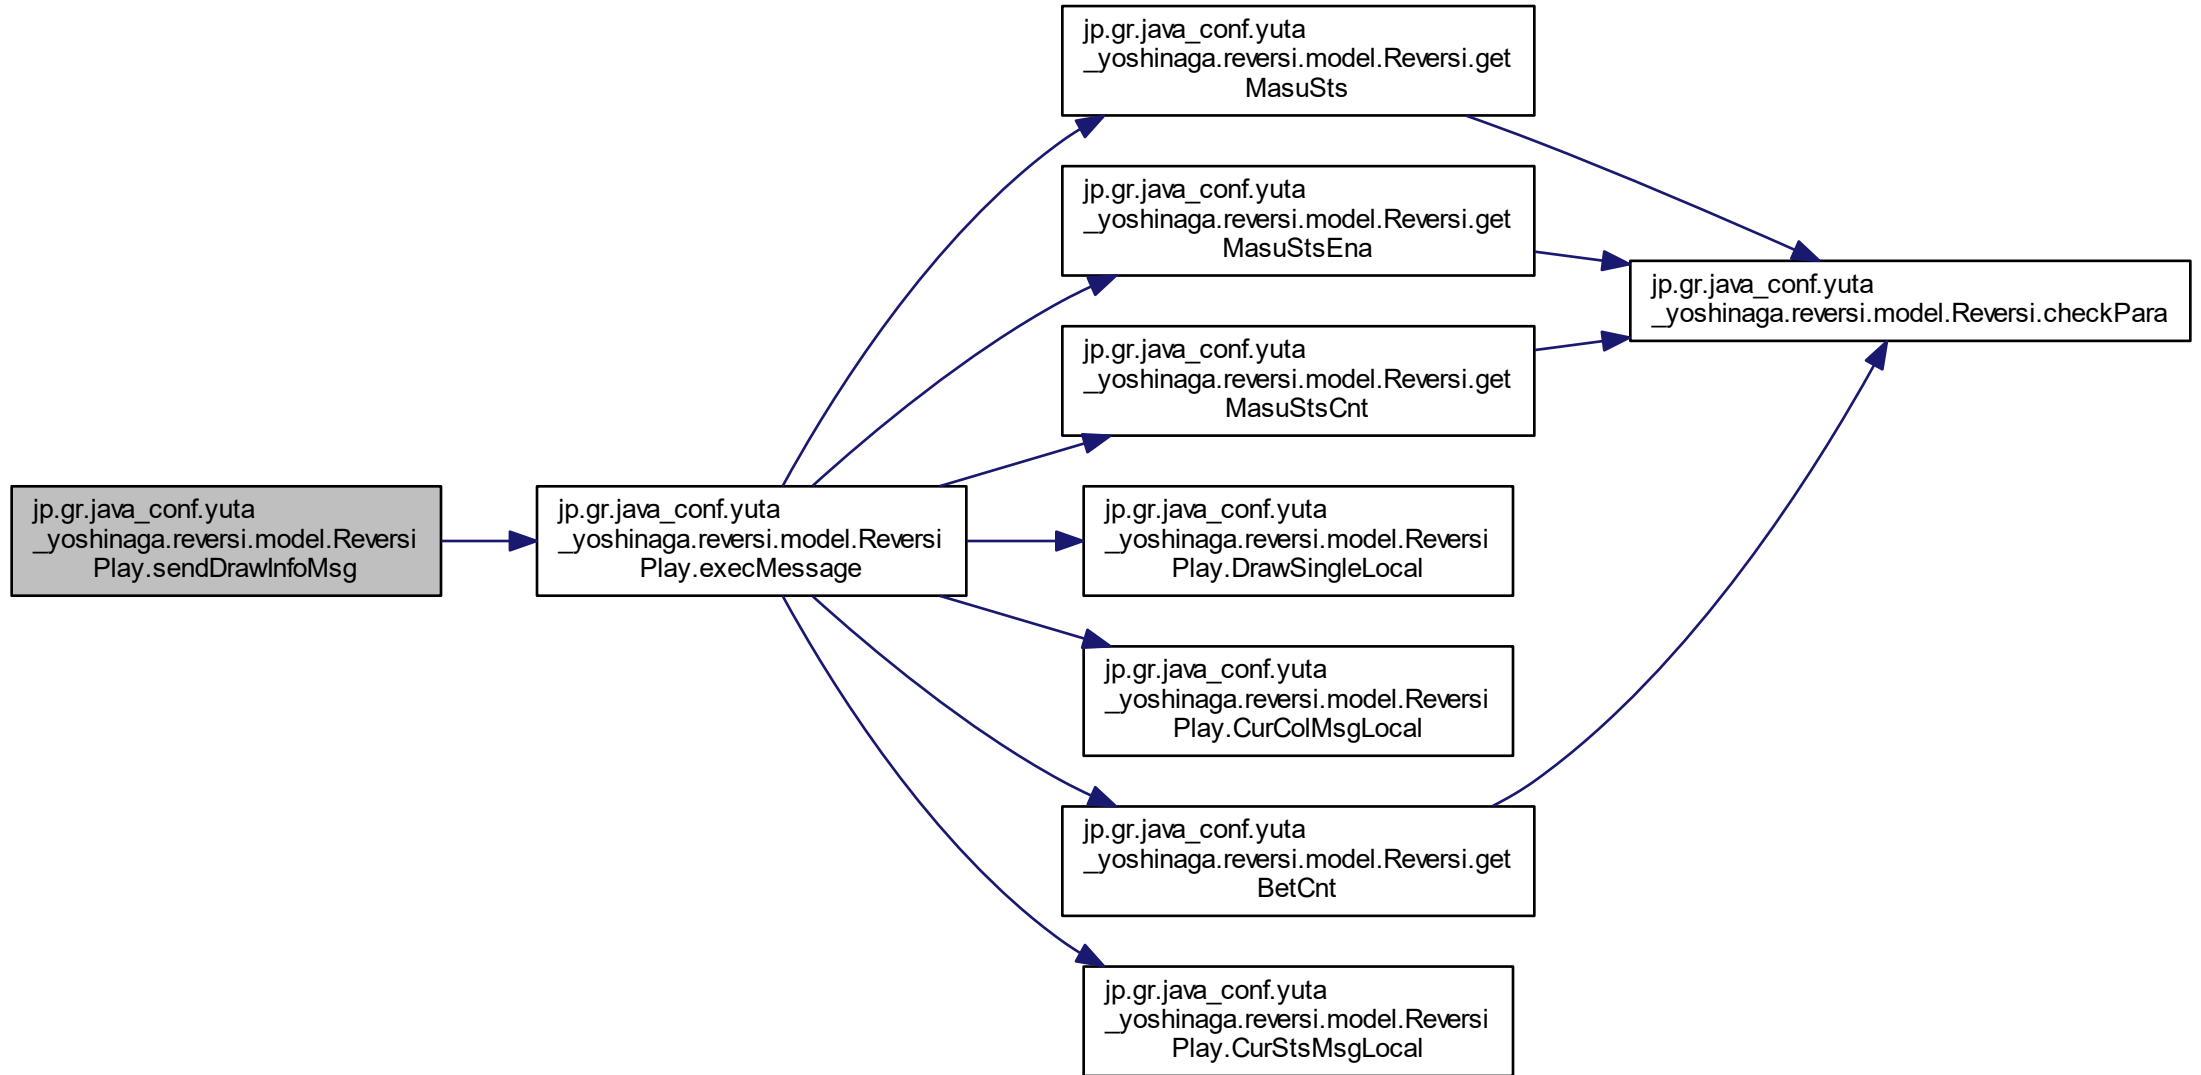 jp.gr.java_conf.yuta
_yoshinaga.reversi.model.Reversi.get
MasuSts
jp.gr.java_conf.yuta
_yoshinaga.reversi.model.Reversi.get
MasuStsEna
jp.gr.java_conf.yuta
_yoshinaga.reversi.model.Reversi.checkPara
jp.gr.java_conf.yuta
_yoshinaga.reversi.model.Reversi.get
MasuStsCnt
jp.gr.java_conf.yuta
_yoshinaga.reversi.model.Reversi
Play.sendDrawInfoMsg
jp.gr.java_conf.yuta
_yoshinaga.reversi.model.Reversi
Play.execMessage
jp.gr.java_conf.yuta
_yoshinaga.reversi.model.Reversi
Play.DrawSingleLocal
jp.gr.java_conf.yuta
_yoshinaga.reversi.model.Reversi
Play.CurColMsgLocal
jp.gr.java_conf.yuta
_yoshinaga.reversi.model.Reversi.get
BetCnt
jp.gr.java_conf.yuta
_yoshinaga.reversi.model.Reversi
Play.CurStsMsgLocal